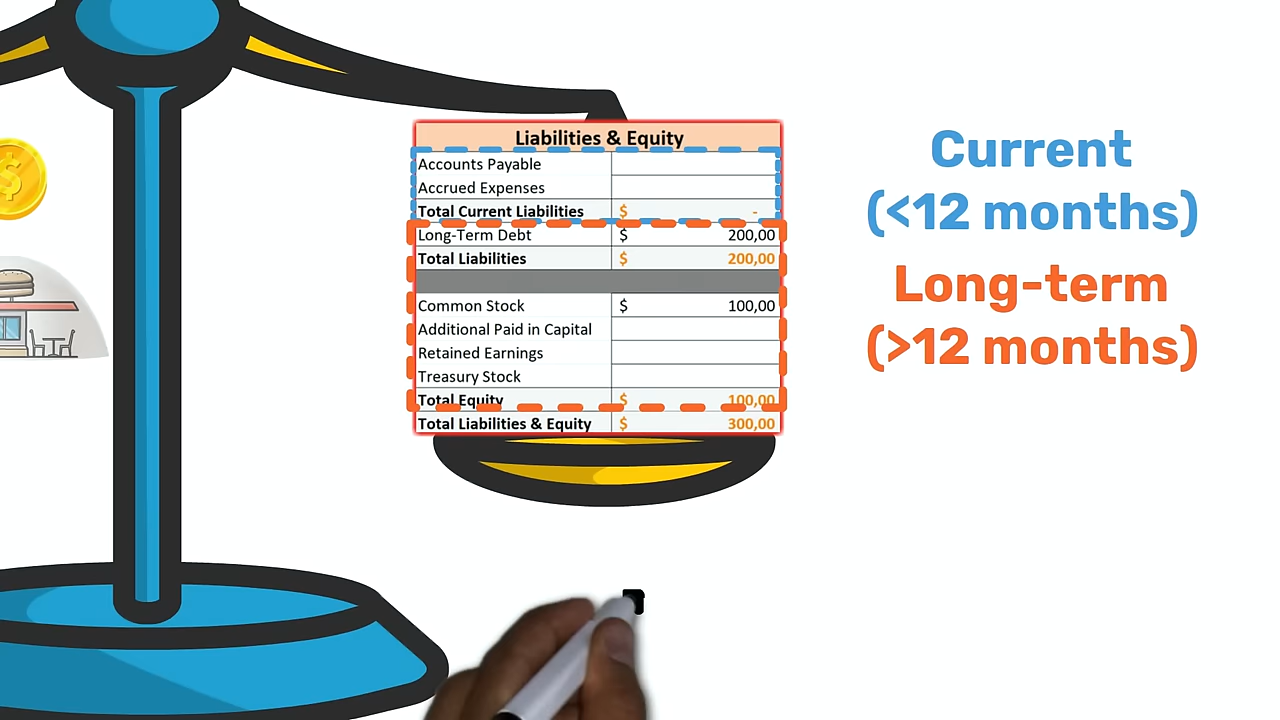 Liabilities & Equity
Accounts Payable
Accrued Expenses
Total Current Liabilities $ -
Long-Term Debt $ 200,00
Total Liabilities $ 200,00
Common Stock $ 100,00
Additional Paid in Capital
Retained Earnings
Treasury Stock
Total Equity $ 100,00
Total Liabilities & Equity $ 300,00
Current
(<12 months)
Long-term
(>12 months)
$